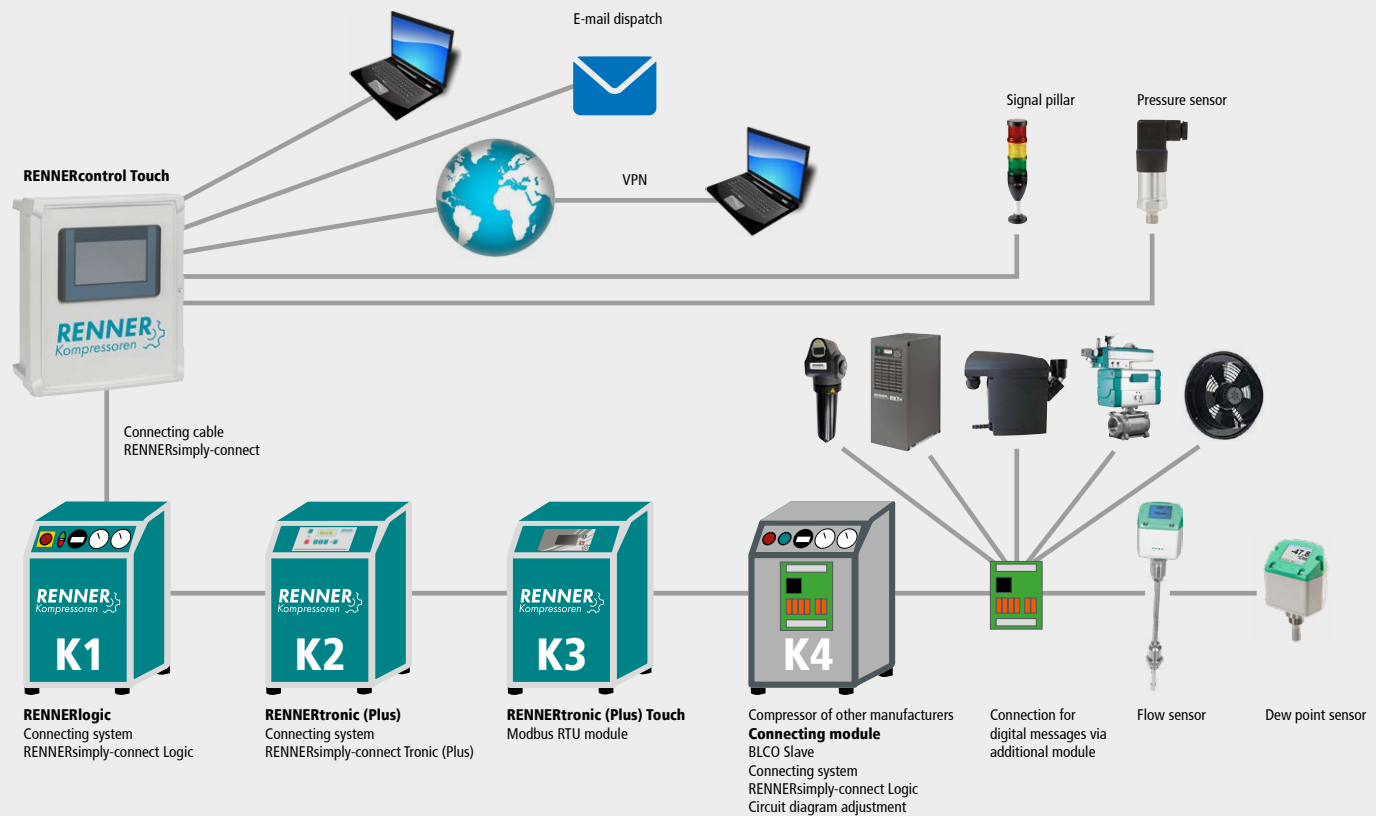 E-mail dispatch
Signal pillar
Pressure sensor
RENNERcontrol Touch
VPN
RENNER
Kompressoren
Connecting cable
RENNERsimply-connect
RENNER
Kompressoren
K1
RENNER
Kompressoren
K2
RENNER
Kompressoren
K3
K4
RENNERlogic
Connecting system
RENNERsimply-connect Logic
RENNERtronic (Plus)
Connecting system
RENNERsimply-connect Tronic (Plus)
RENNERtronic (Plus) Touch
Modbus RTU module
Compressor of other manufacturers
Connecting module
BLCO Slave
Connecting system
RENNERsimply-connect Logic
Circuit diagram adjustment
Connection for
digital messages via
additional module
Flow sensor
-47.8
Dew point sensor